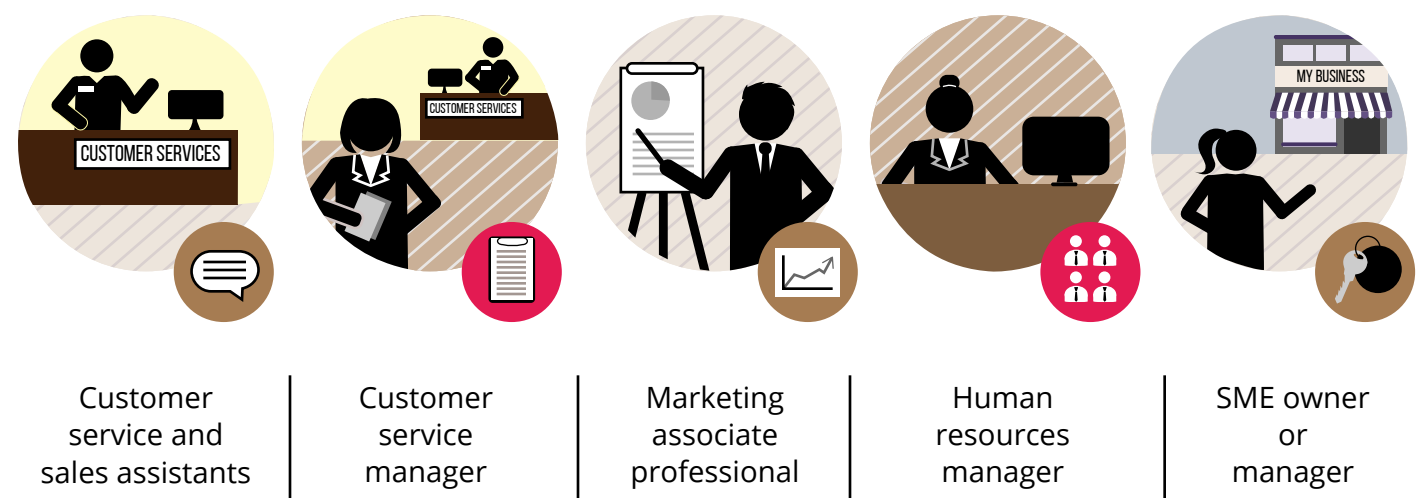 CUSTOMER SERVICES
CUSTOMER SERVICES
MY BUSINESS
Customer
service and
sales assistants
Customer
service
manager
Marketing
associate
professional
Human
resources
manager
SME owner
or
manager